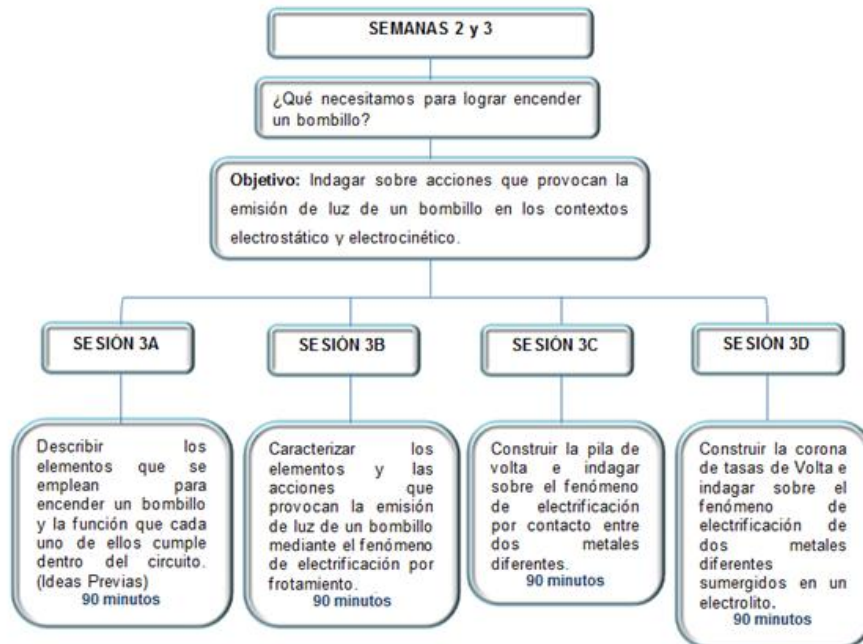 SEMANAS 2 y 3
¿Qué necesitamos para lograr encender
un bombillo?
Objetivo: Indagar sobre acciones que provocan la
emisión de luz de un bombillo en los contextos
electrostático y electrocinético.
SESIÓN 3A
SESIÓN 3B
SESIÓN 3C
SESIÓN 3D
Describir los
elementos que se
emplean para
encender un bombillo
y la función que cada
uno de ellos cumple
dentro del circuito.
(Ideas Previas)
90 minutos
Caracterizar los
elementos y las
acciones que
provocan la emisión
de luz de un bombillo
mediante el fenómeno
de electrificación por
frotamiento.
90 minutos
Construir la pila de
volta e indagar
sobre el fenómeno
de electrificación
por contacto entre
dos metales
diferentes.
90 minutos
Construir la corona
de tasas de Volta e
indagar sobre el
fenómeno de
electrificación de
dos metales
diferentes
sumergidos en un
electrolito.
90 minutos